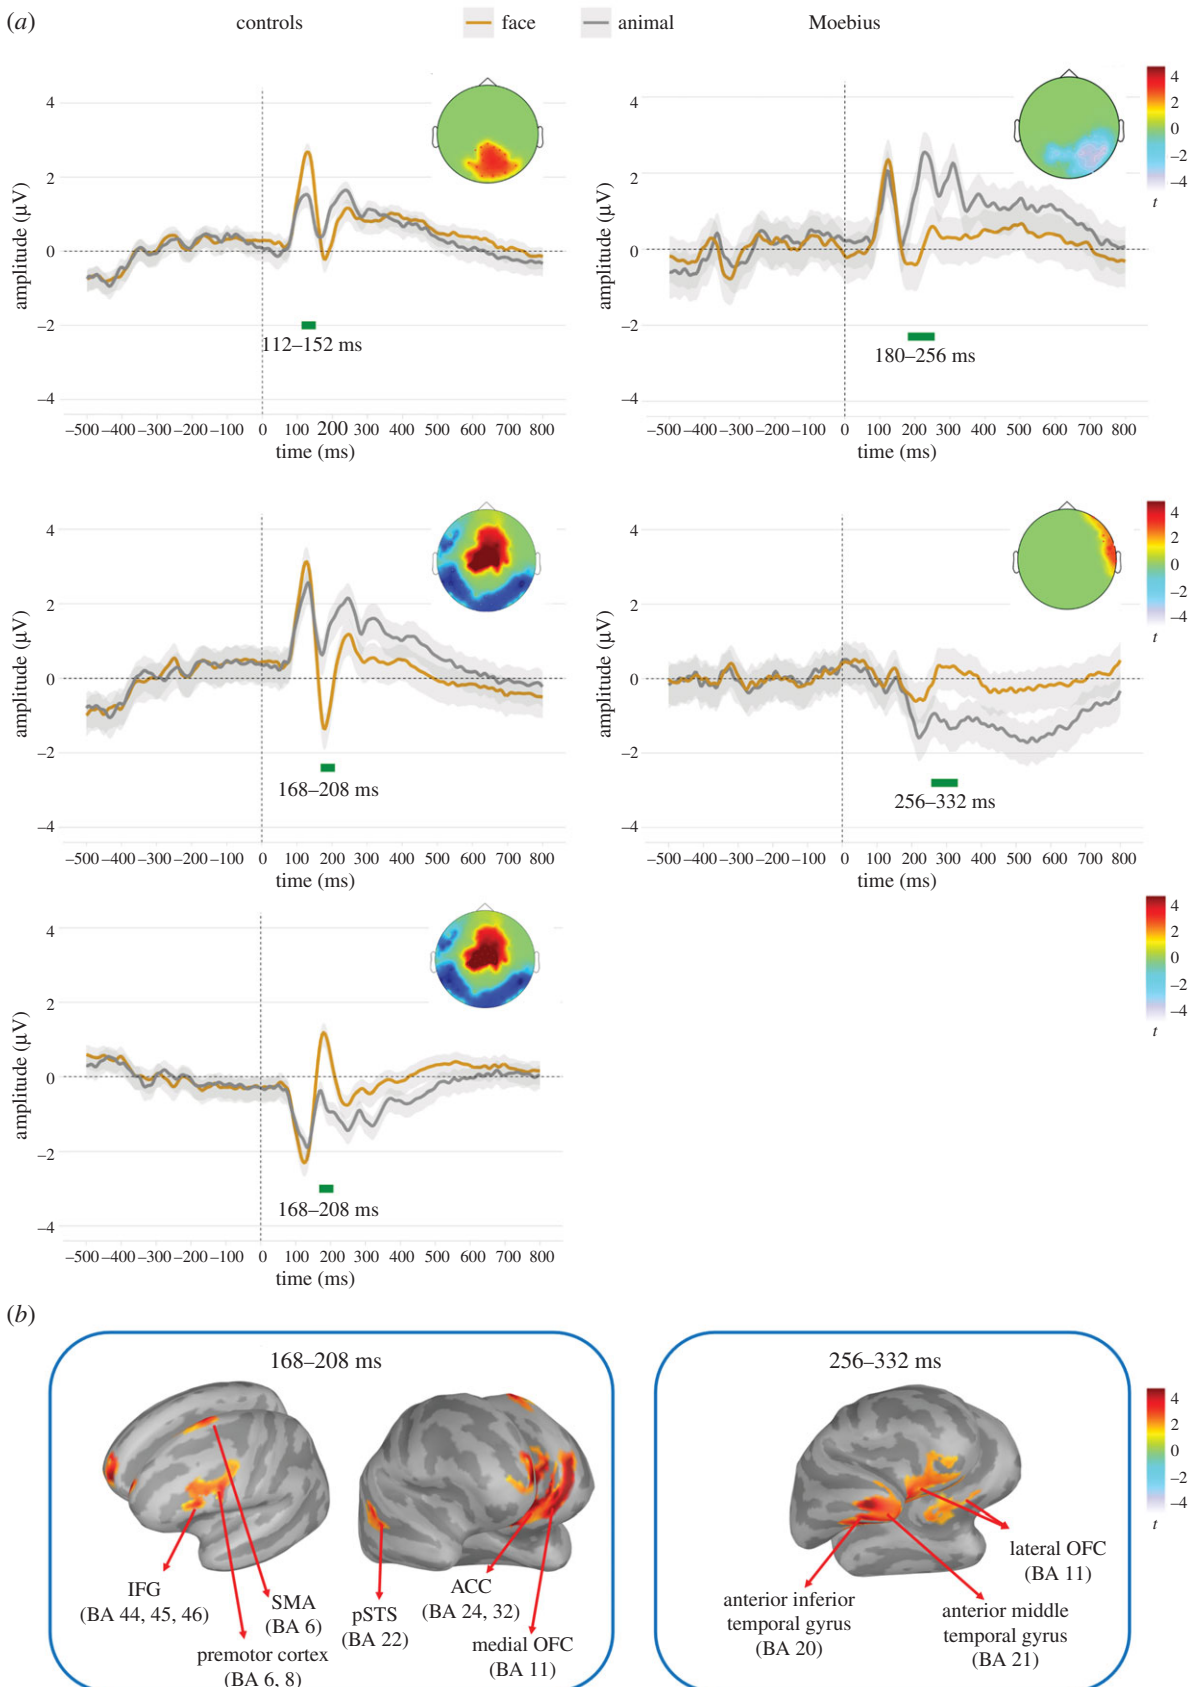 (a)
controls
face
animal
Moebius
4
2
0
−2
−4
amplitude (µV)
112–152 ms
−500 −400 −300 −200 −100 0 100 200 300 400 500 600 700 800
time (ms)
4
2
0
−2
−4
amplitude (µV)
180–256 ms
−500 −400 −300 −200 −100 0 100 200 300 400 500 600 700 800
time (ms)
4
2
0
−2
−4
t
4
2
0
−2
−4
amplitude (µV)
168–208 ms
−500 −400 −300 −200 −100 0 100 200 300 400 500 600 700 800
time (ms)
4
2
0
−2
−4
amplitude (µV)
256–332 ms
−500 −400 −300 −200 −100 0 100 200 300 400 500 600 700 800
time (ms)
4
2
0
−2
−4
t
4
2
0
−2
−4
amplitude (µV)
168–208 ms
−500 −400 −300 −200 −100 0 100 200 300 400 500 600 700 800
time (ms)
4
2
0
−2
−4
t
(b)
168–208 ms
IFG
(BA 44, 45, 46)
SMA
(BA 6)
premotor cortex
(BA 6, 8)
pSTS
(BA 22)
ACC
(BA 24, 32)
medial OFC
(BA 11)
256–332 ms
anterior inferior
temporal gyrus
(BA 20)
anterior middle
temporal gyrus
(BA 21)
lateral OFC
(BA 11)
4
2
0
−2
−4
t